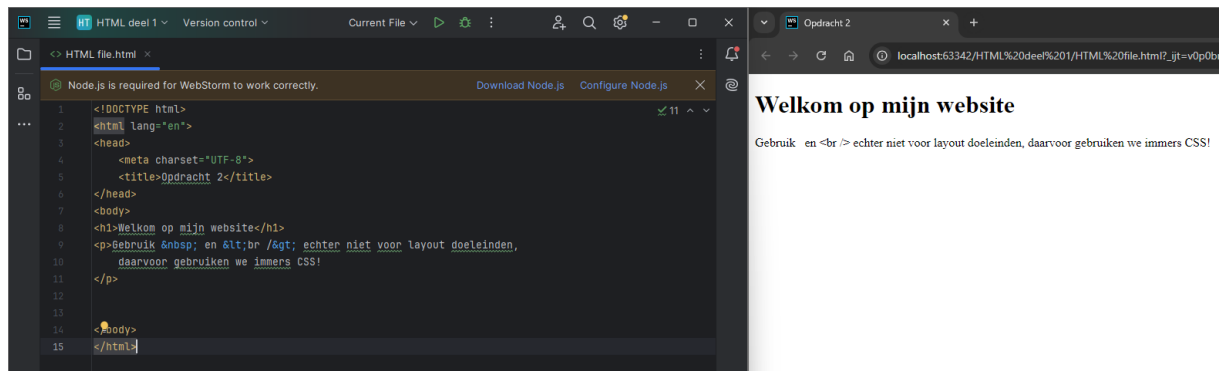 WS HT HTML deel 1 Version control Current File
<> HTML file.html ×
Node.js is required for WebStorm to work correctly. Download Node.js Configure Node.js
11
1 <!DOCTYPE html>
2 <html lang="en">
3 <head>
4 <meta charset="UTF-8">
5 <title>Opdracht 2</title>
6 </head>
7 <body>
8 <h1>Welkom op mijn website</h1>
9 <p>Gebruik &nbsp; en &lt;br /&gt; echter niet voor layout doeleinden,
10 daarvoor gebruiken we immers CSS!
11 </p>
12
13
14 </body>
15 </html>
WS Opdracht 2
localhost:63342/HTML%20deel%201/HTML%20file.html?_ijt=v0p0br
Welkom op mijn website
Gebruik   en <br /> echter niet voor layout doeleinden, daarvoor gebruiken we immers CSS!